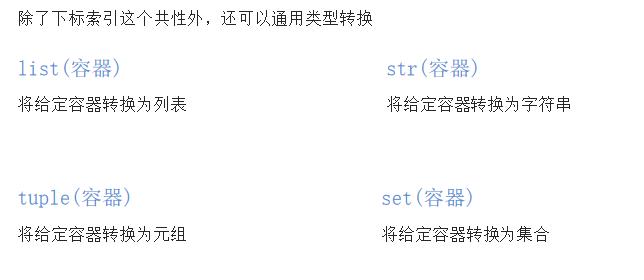 除了下标索引这个共性外，还可以通用类型转换
list(容器)
str(容器)
将给定容器转换为列表
将给定容器转换为字符串
tuple(容器)
set(容器)
将给定容器转换为元组
将给定容器转换为集合